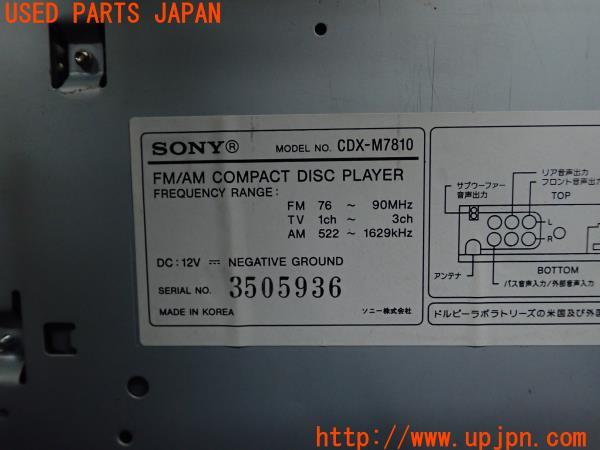 USED PARTS JAPAN
SONY® MODEL NO. CDX-M7810
FM/AM COMPACT DISC PLAYER
FREQUENCY RANGE:
FM 76 ~ 90MHz
TV 1ch ~ 3ch
AM 522 ~ 1629kHz
DC: 12V ⎓ NEGATIVE GROUND
SERIAL NO. 3505936
MADE IN KOREA ソニー株式会社
リア音声出力
フロント音声出力
サブウーファー
音声出力
TOP
L
R
アンテナ
BOTTOM
バス音声入力/外部音声入力
ドルビーラボラトリーズの米国及び外国
http://www.upjpn.com